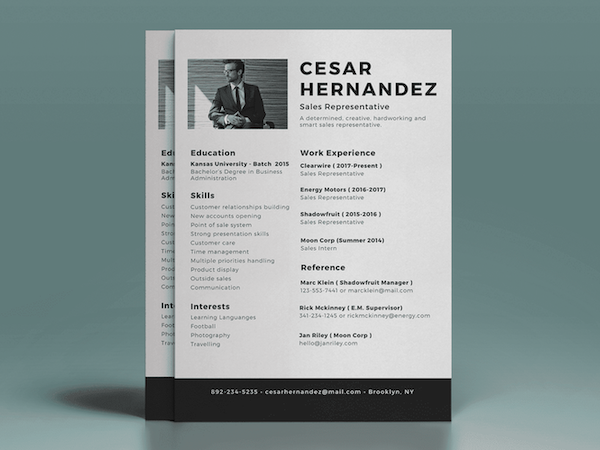 CESAR
HERNANDEZ
Sales Representative
A determined, creative, hardworking and
smart sales representative.
Education
Kansas University - Batch 2015
Bachelor's Degree in Business
Administration
Skills
Customer relationships building
New accounts opening
Point of sale system
Strong presentation skills
Customer care
Time management
Multiple priorities handling
Product display
Outside sales
Communication
Interests
Learning Languanges
Football
Photography
Travelling
Work Experience
Clearwire ( 2017-Present )
Sales Representative
Energy Motors ( 2016-2017)
Sales Representative
Shadowfruit ( 2015-2016 )
Sales Representative
Moon Corp (Summer 2014)
Sales Intern
Reference
Marc Klein ( Shadowfruit Manager )
123-553-7441 or marcklein@mail.com
Rick Mckinney ( E.M. Supervisor)
341-234-1245 or rickmckinney@energy.com
Jan Riley ( Moon Corp )
hello@janriley.com
892-234-5235 - cesarhernandez@mail.com - Brooklyn, NY